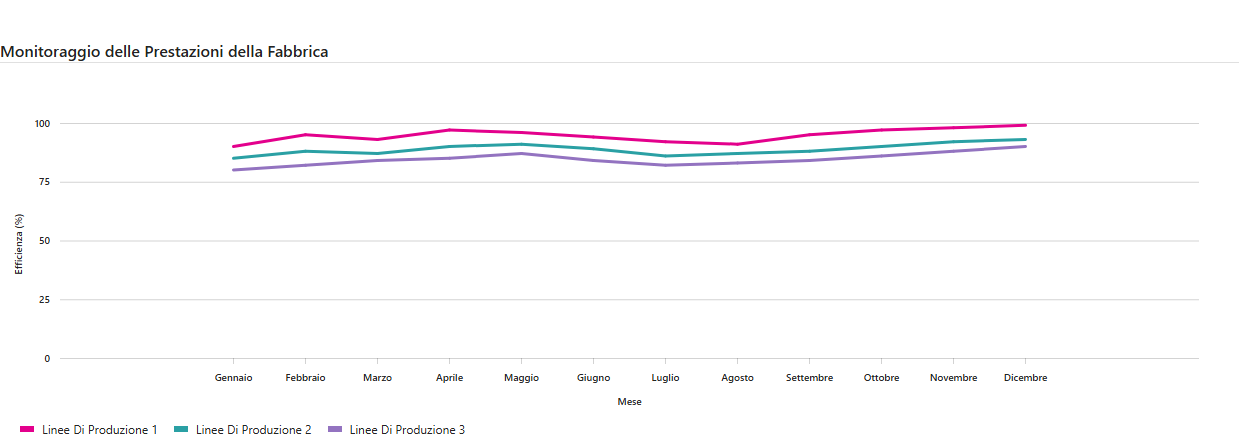 Monitoraggio delle Prestazioni della Fabbrica
100
75
50
25
0
Efficienza (%)
Gennaio Febbraio Marzo Aprile Maggio Giugno Luglio Agosto Settembre Ottobre Novembre Dicembre
Mese
Linee Di Produzione 1 Linee Di Produzione 2 Linee Di Produzione 3